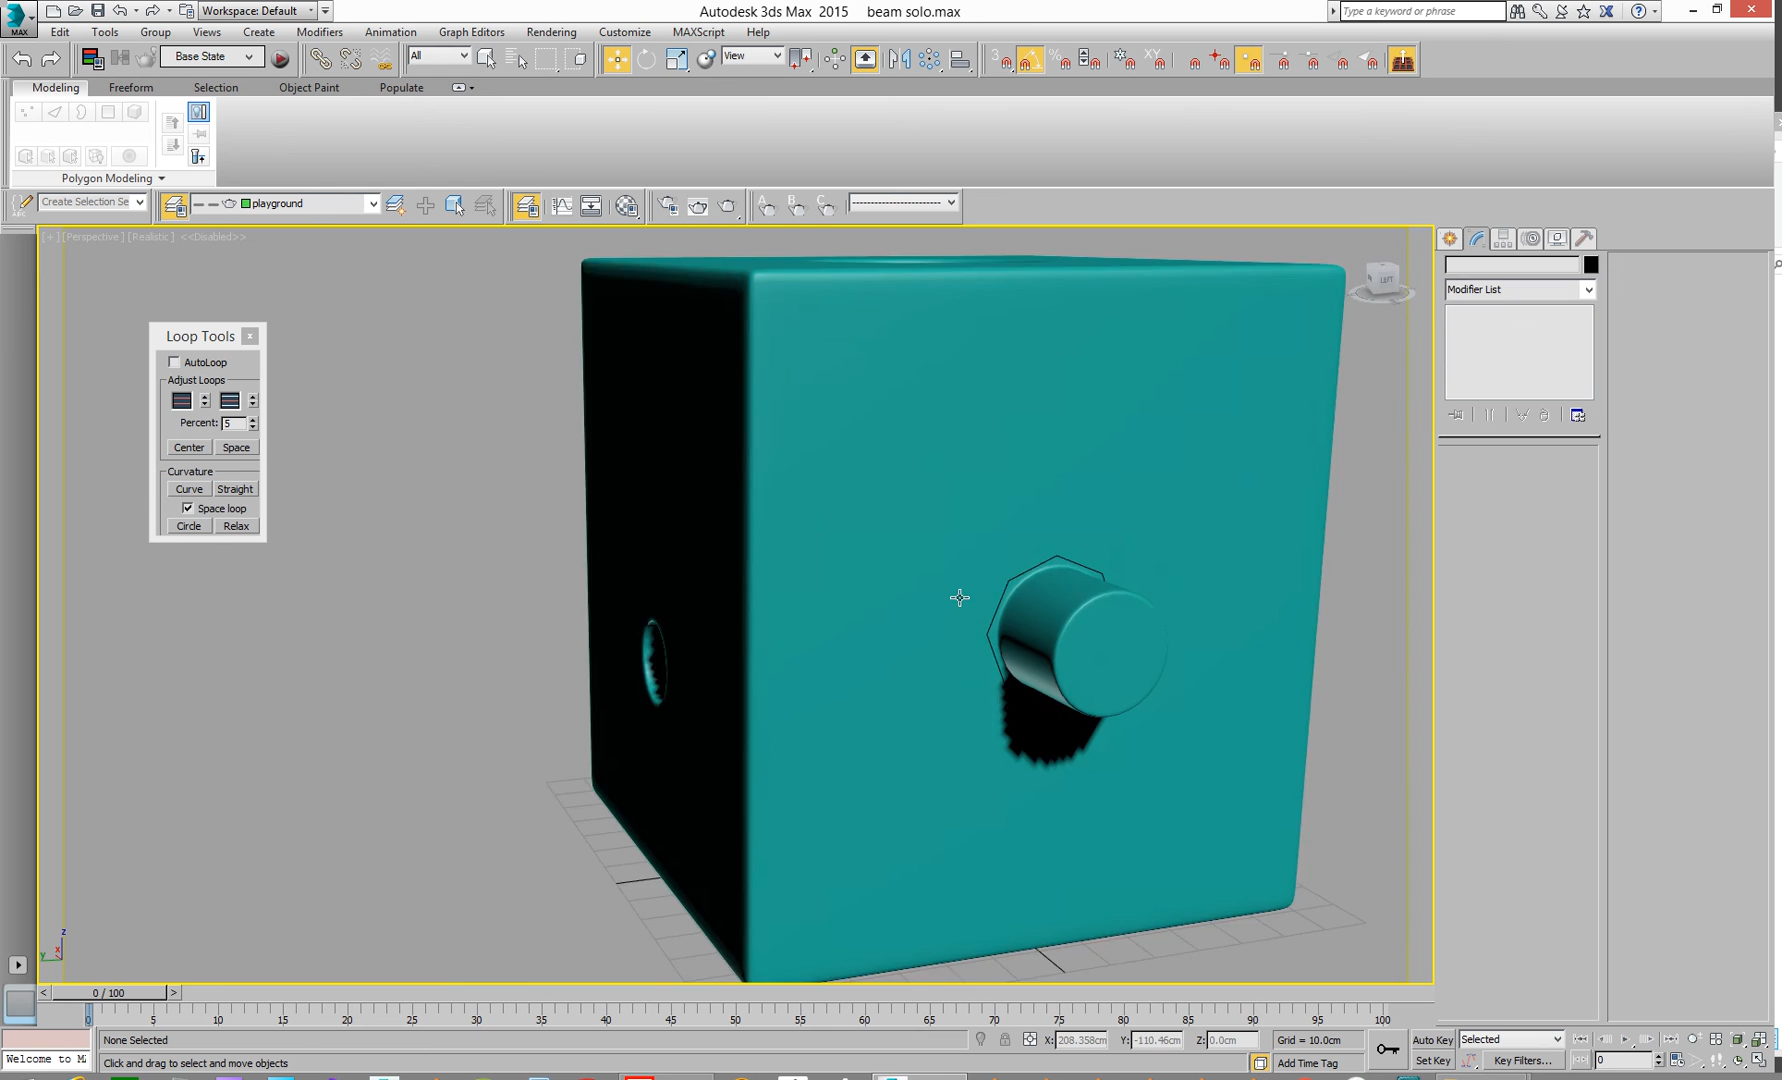 Workspace: Default
Autodesk 3ds Max 2015 beam solo.max
Type a keyword or phrase
MAX
Edit Tools Group Views Create Modifiers Animation Graph Editors Rendering Customize MAXScript Help
Base State
All
View
3
%
XY
Modeling Freeform Selection Object Paint Populate
Polygon Modeling
ABC
Create Selection Se
playground
A B C
[+][Perspective][Realistic] <<Disabled>>
LEFT
Modifier List
Loop Tools
x
AutoLoop
Adjust Loops
Percent: 5
Center Space
Curvature
Curve Straight
Space loop
Circle Relax
z
x
y
< 0 / 100 >
0 5 10 15 20 25 30 35 40 45 50 55 60 65 70 75 80 85 90 95 100
None Selected
X: 208.358cm Y: -110.46cm Z: 0.0cm Grid = 10.0cm
Auto Key Selected
Welcome to M
Click and drag to select and move objects
Add Time Tag
Set Key Key Filters...
0